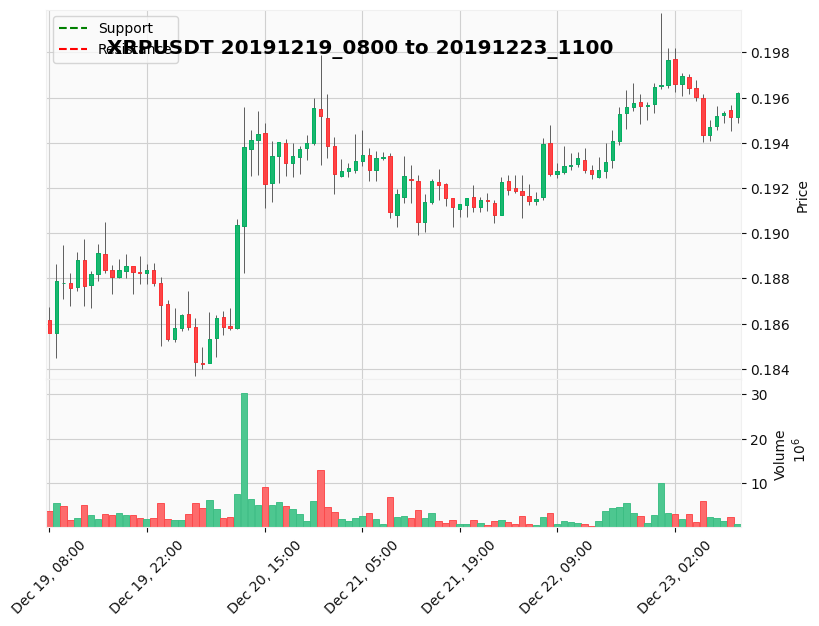 Support
Resistance
XRPUSDT 20191219_0800 to 20191223_1100
0.198
0.196
0.194
0.192
0.190
0.188
0.186
0.184
Price
30
20
10
Volume
10^6
Dec 19, 08:00
Dec 19, 22:00
Dec 20, 15:00
Dec 21, 05:00
Dec 21, 19:00
Dec 22, 09:00
Dec 23, 02:00